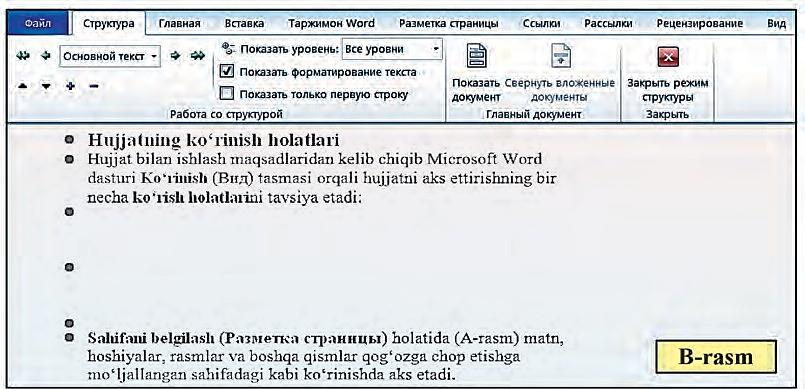 Файл Структура Главная Вставка Таржимон Word Разметка страницы Ссылки Рассылки Рецензирование Вид
Основной текст
Показать уровень: Все уровни
Показать форматирование текста
Показать только первую строку
Показать документ
Свернуть вложенные документы
Закрыть режим структуры
Работа со структурой
Главный документ
Закрыть
Hujjatning ko‘rinish holatlari
Hujjat bilan ishlash maqsadlaridan kelib chiqib Microsoft Word
dasturi Ko‘rinish (Вид) tasmasi orqali hujjatni aks ettirishning bir
necha ko‘rish holatlarini tavsiya etadi:
Sahifani belgilash (Разметка страницы) holatida (A-rasm) matn,
hoshiyalar, rasmlar va boshqa qismlar qog‘ozga chop etishga
mo‘ljallangan sahifadagi kabi ko‘rinishda aks etadi.
B-rasm